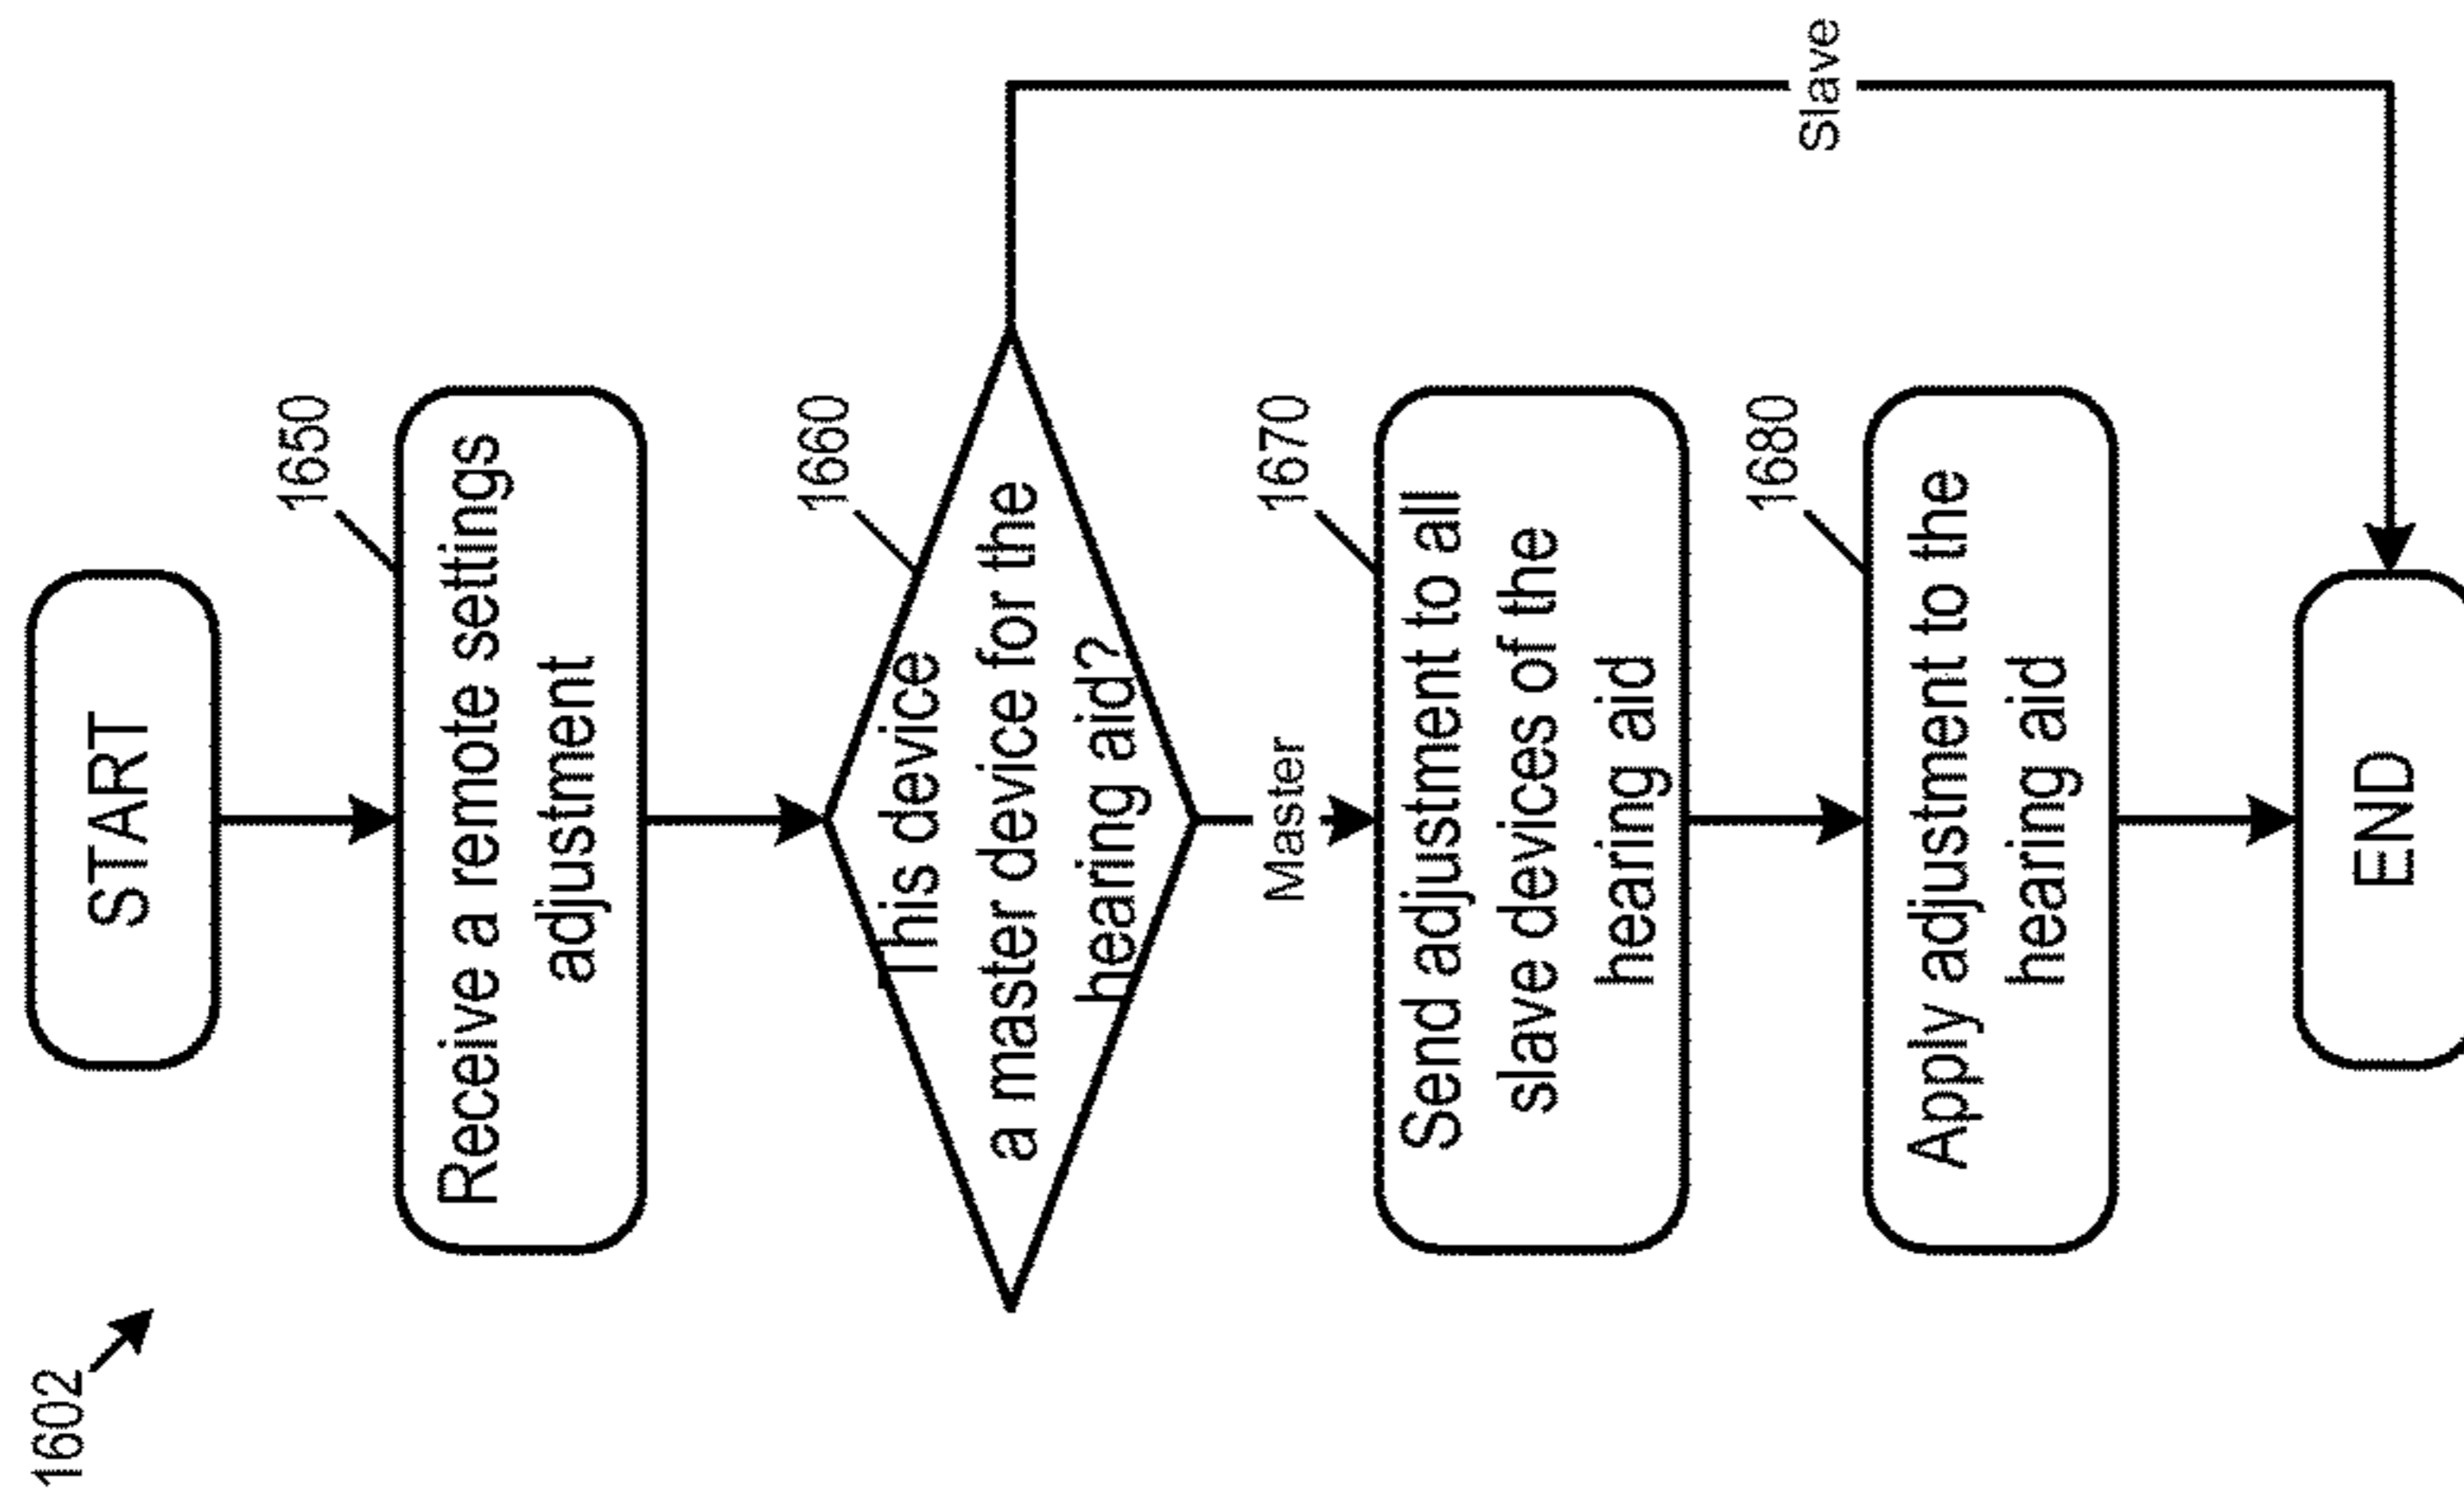 1602
START
1650
Receive a remote settings
adjustment
1660
This device
a master device for the
hearing aid?
Slave
Master
1670
Send adjustment to all
slave devices of the
hearing aid
1680
Apply adjustment to the
hearing aid
END